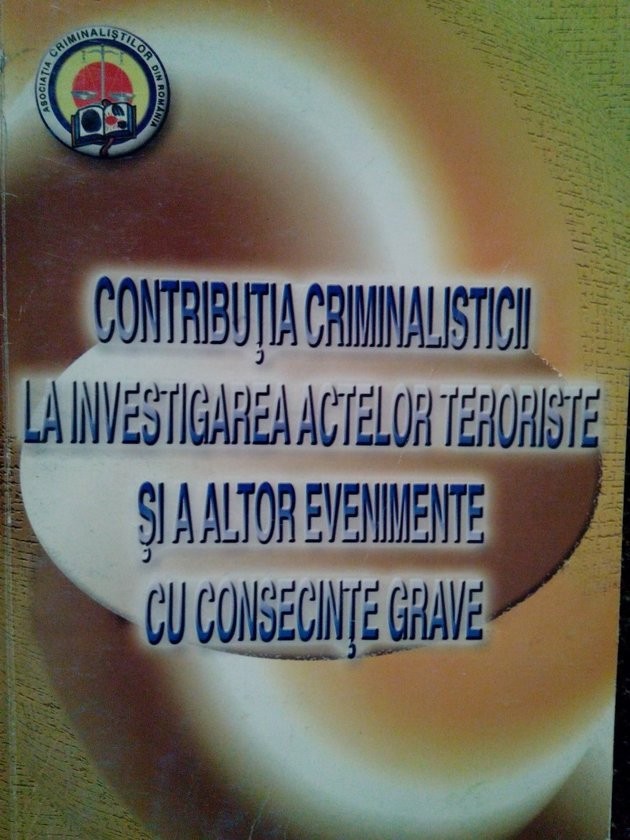 ASOCIAȚIA CRIMINALIȘTILOR DIN ROMÂNIA
CONTRIBUȚIA CRIMINALISTICII
LA INVESTIGAREA ACTELOR TERORISTE
ȘI A ALTOR EVENIMENTE
CU CONSECINȚE GRAVE